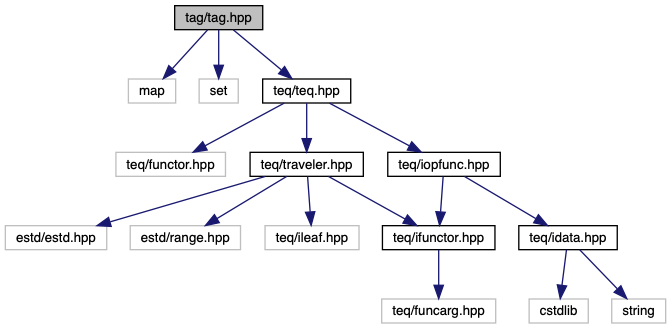 tag/tag.hpp
map
set
teq/teq.hpp
teq/functor.hpp
teq/traveler.hpp
teq/iopfunc.hpp
estd/estd.hpp
estd/range.hpp
teq/ileaf.hpp
teq/ifunctor.hpp
teq/idata.hpp
teq/funcarg.hpp
cstdlib
string